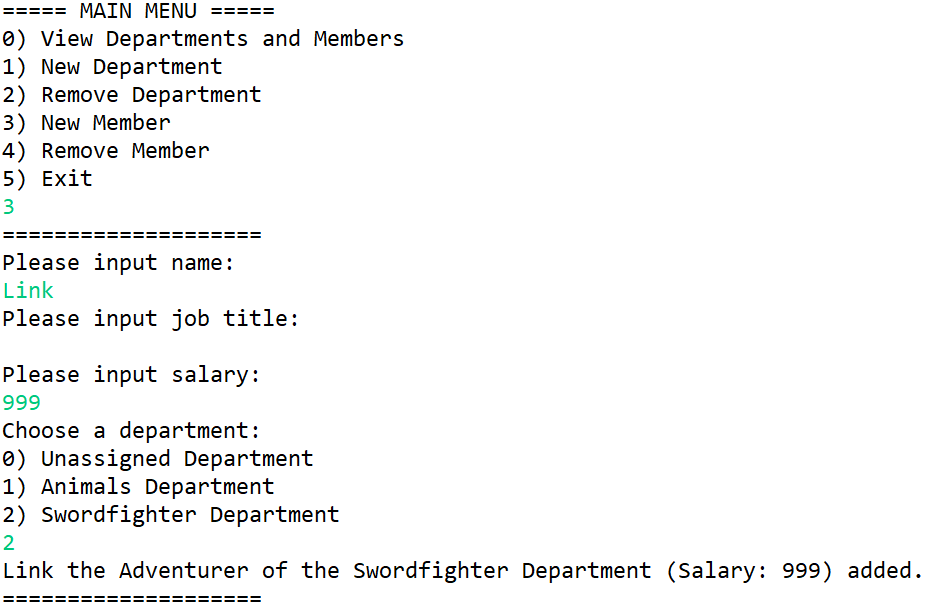 ===== MAIN MENU =====
0) View Departments and Members
1) New Department
2) Remove Department
3) New Member
4) Remove Member
5) Exit
3
====================
Please input name:
Link
Please input job title:

Please input salary:
999
Choose a department:
0) Unassigned Department
1) Animals Department
2) Swordfighter Department
2
Link the Adventurer of the Swordfighter Department (Salary: 999) added.
====================